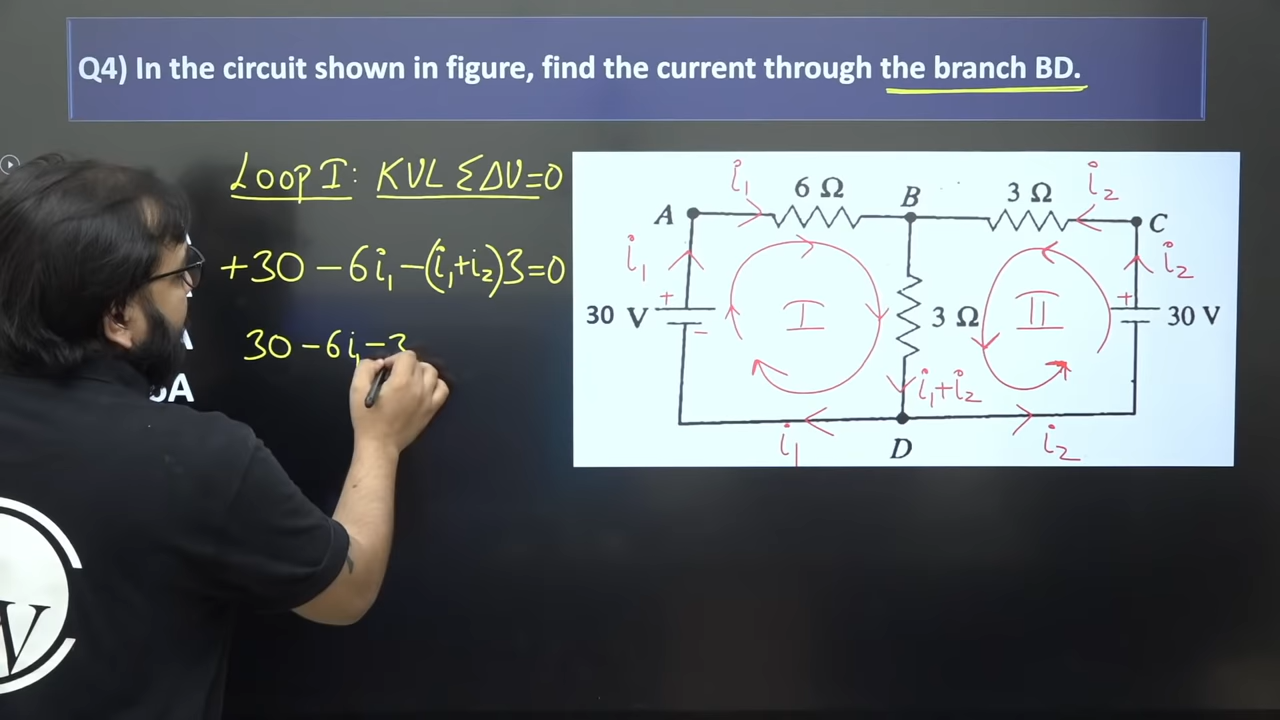 Q4) In the circuit shown in figure, find the current through the branch BD.
Loop I: KVL ΣΔV=0
+30 - 6i₁ - (i₁+i₂)3=0
30 - 6i₁ - 3
A
A
i₁
6 Ω
B
3 Ω
i₂
A
C
i₁
i₂
+
+
30 V
I
3 Ω
II
30 V
-
i₁+i₂
i₁
D
i₂